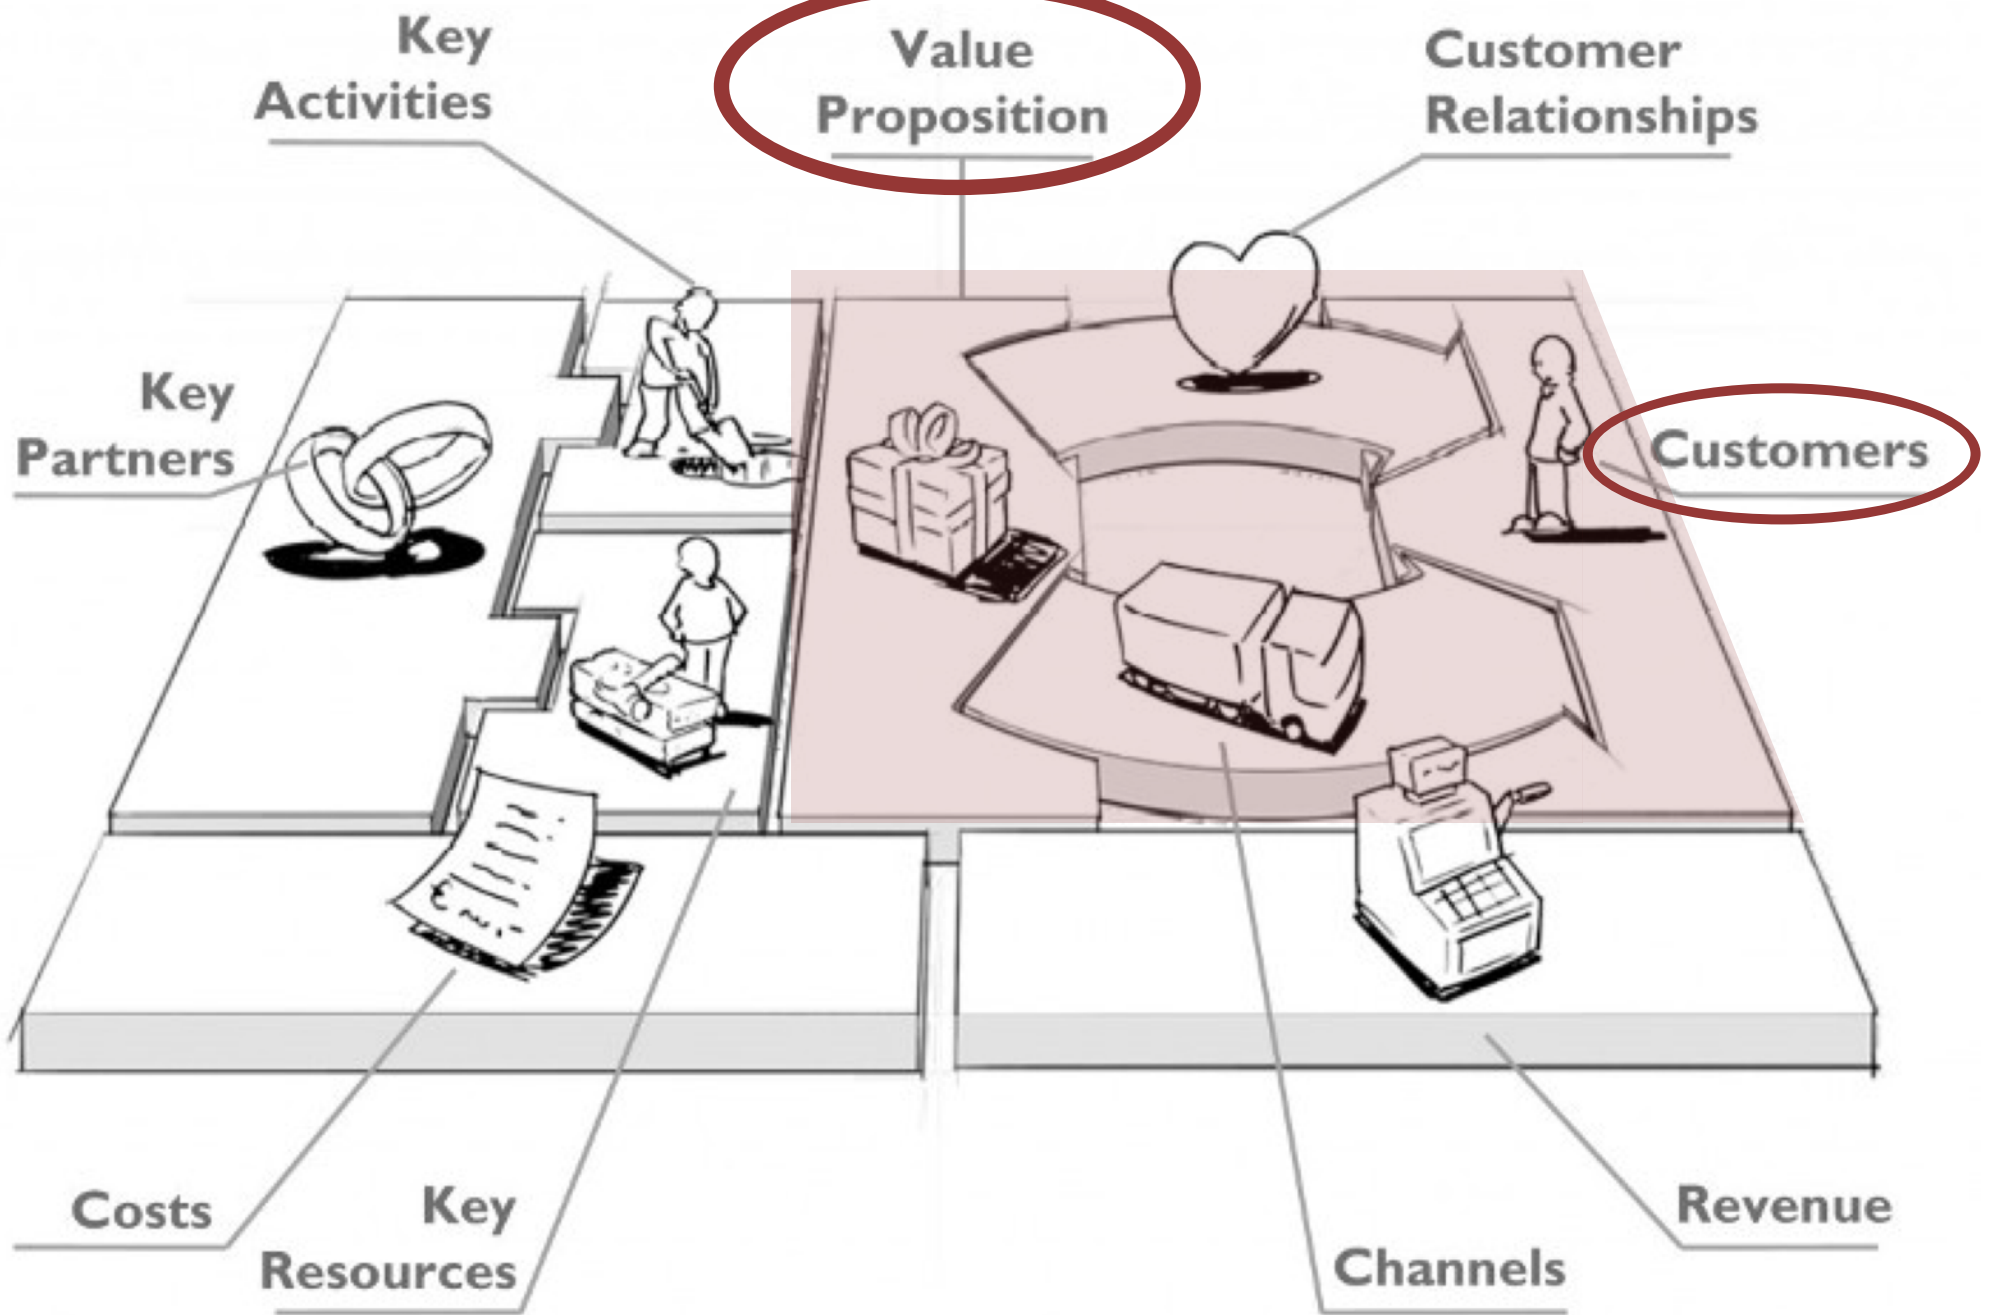 Key
Activities
Value
Proposition
Customer
Relationships
Key
Partners
Customers
Costs
Key
Resources
Channels
Revenue